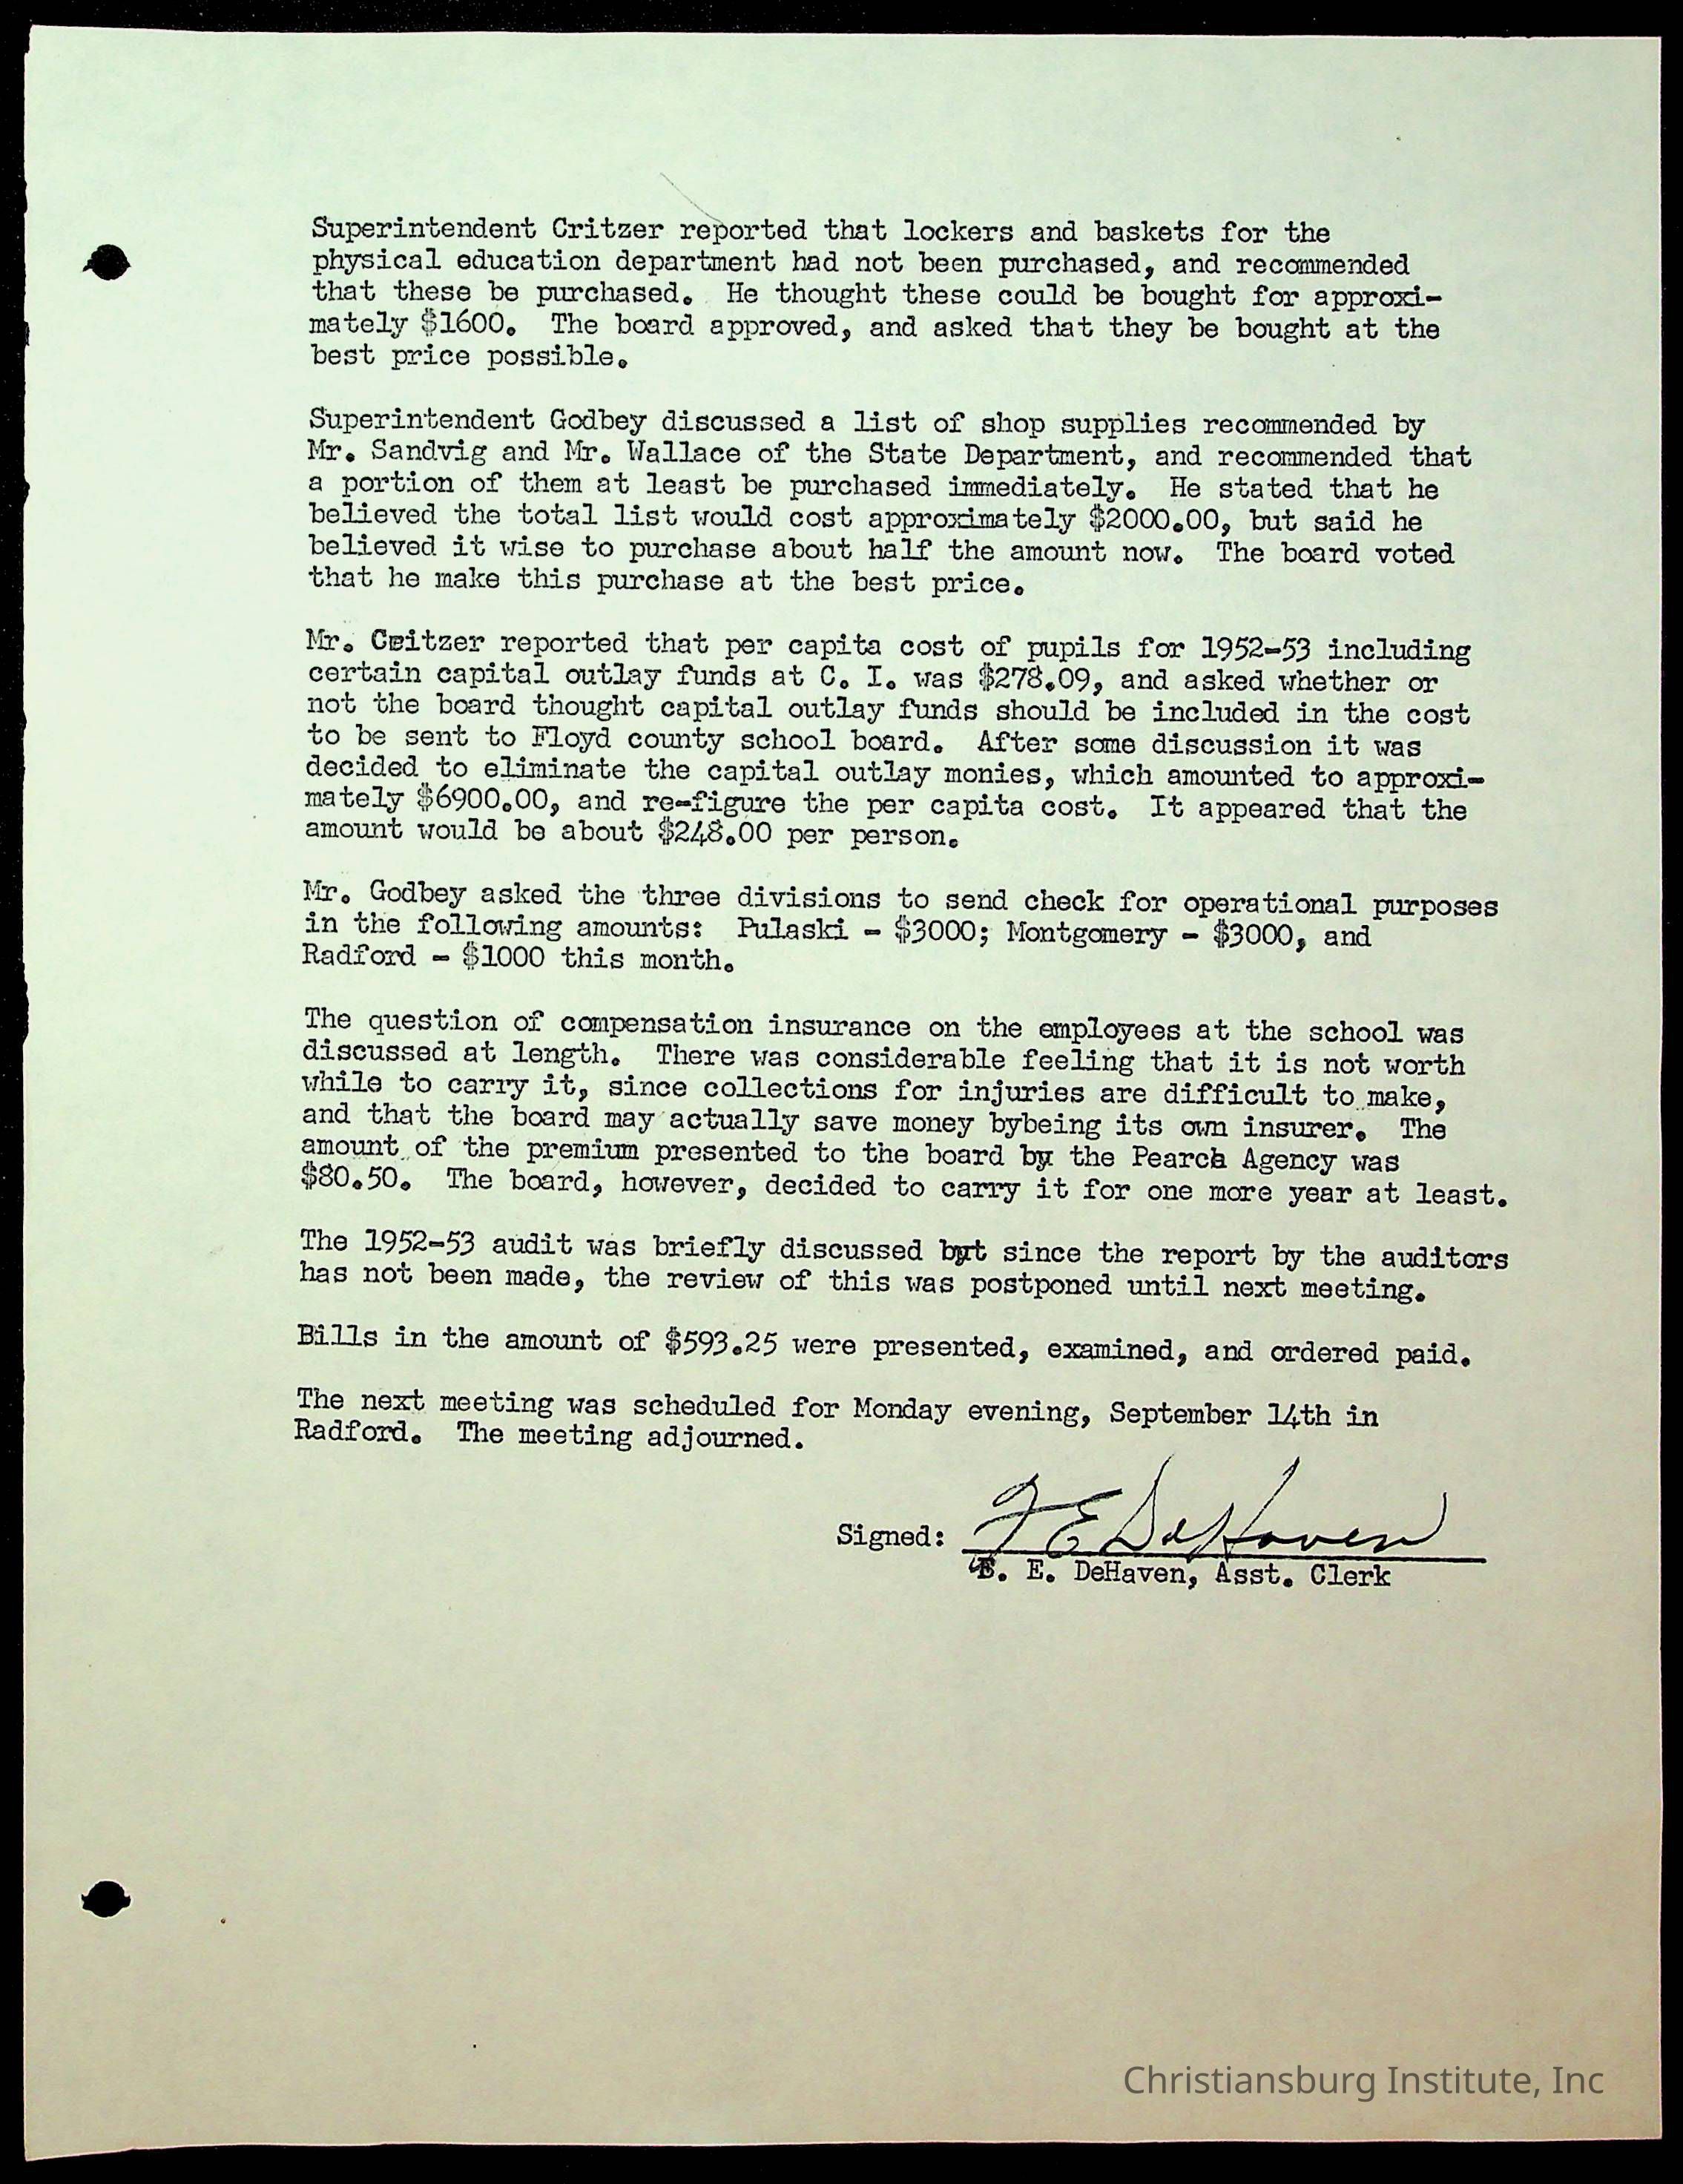 Superintendent Critzer reported that lockers and baskets for the
physical education department had not been purchased, and recommended
that these be purchased. He thought these could be bought for approxi-
mately $1600. The board approved, and asked that they be bought at the
best price possible.
Superintendent Godbey discussed a list of shop supplies recommended by
Mr. Sandvig and Mr. Wallace of the State Department, and recommended that
a portion of them at least be purchased immediately. He stated that he
believed the total list would cost approximately $2000.00, but said he
believed it wise to purchase about half the amount now. The board voted
that he make this purchase at the best price.
Mr. Critzer reported that per capita cost of pupils for 1952-53 including
certain capital outlay funds at C. I. was $278.09, and asked whether or
not the board thought capital outlay funds should be included in the cost
to be sent to Floyd county school board. After some discussion it was
decided to eliminate the capital outlay monies, which amounted to approxi-
mately $6900.00, and re-figure the per capita cost. It appeared that the
amount would be about $248.00 per person.
Mr. Godbey asked the three divisions to send check for operational purposes
in the following amounts: Pulaski - $3000; Montgomery - $3000, and
Radford - $1000 this month.
The question of compensation insurance on the employees at the school was
discussed at length. There was considerable feeling that it is not worth
while to carry it, since collections for injuries are difficult to make,
and that the board may actually save money bybeing its own insurer. The
amount of the premium presented to the board by the Pearch Agency was
$80.50. The board, however, decided to carry it for one more year at least.
The 1952-53 audit was briefly discussed but since the report by the auditors
has not been made, the review of this was postponed until next meeting.
Bills in the amount of $593.25 were presented, examined, and ordered paid.
The next meeting was scheduled for Monday evening, September 14th in
Radford. The meeting adjourned.
Signed: F E DeHaven
E. DeHaven, Asst. Clerk
Christiansburg Institute, Inc